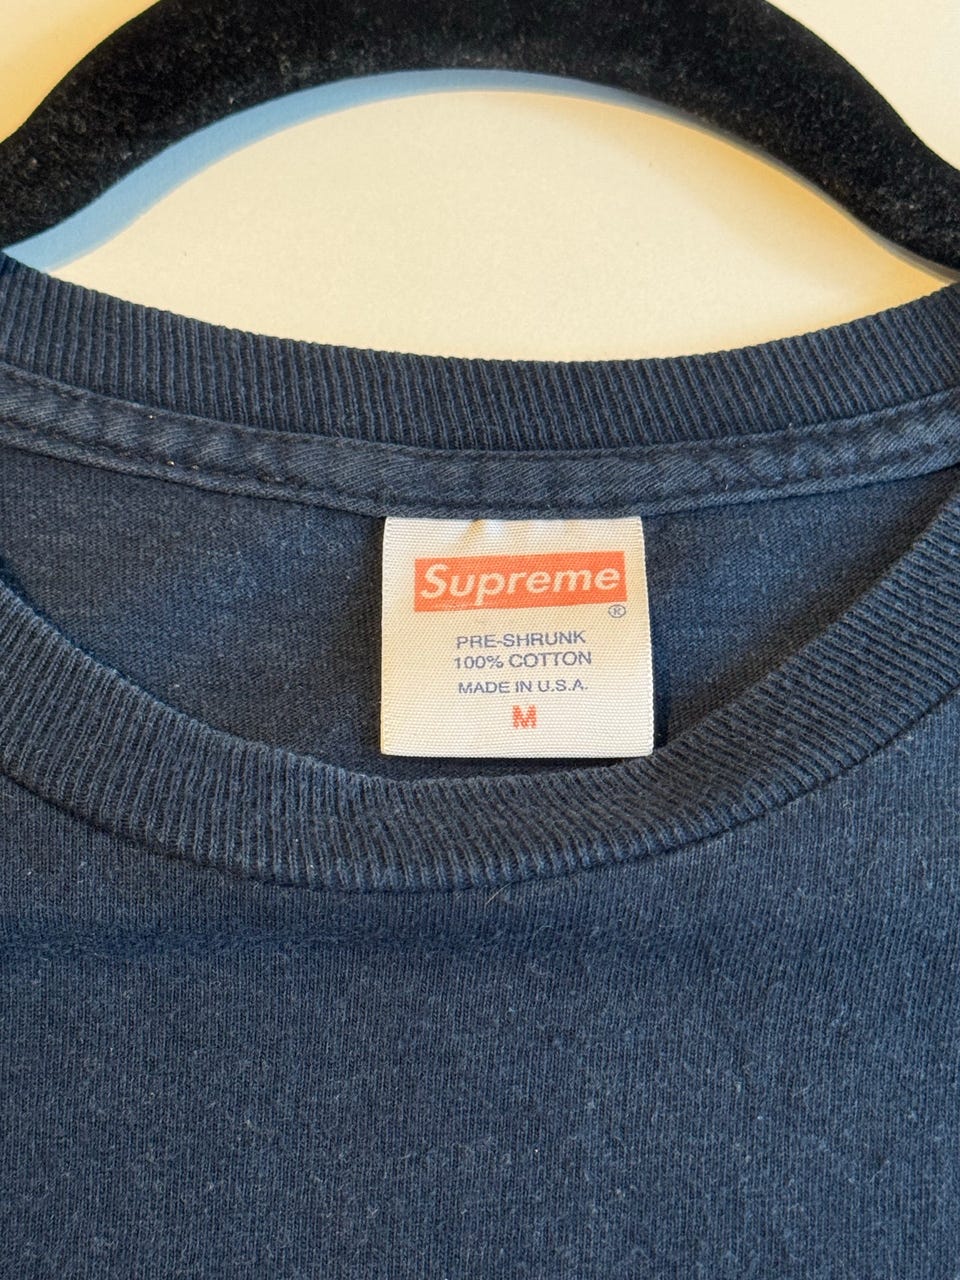 Supreme
®
PRE-SHRUNK
100% COTTON
MADE IN U.S.A.
M